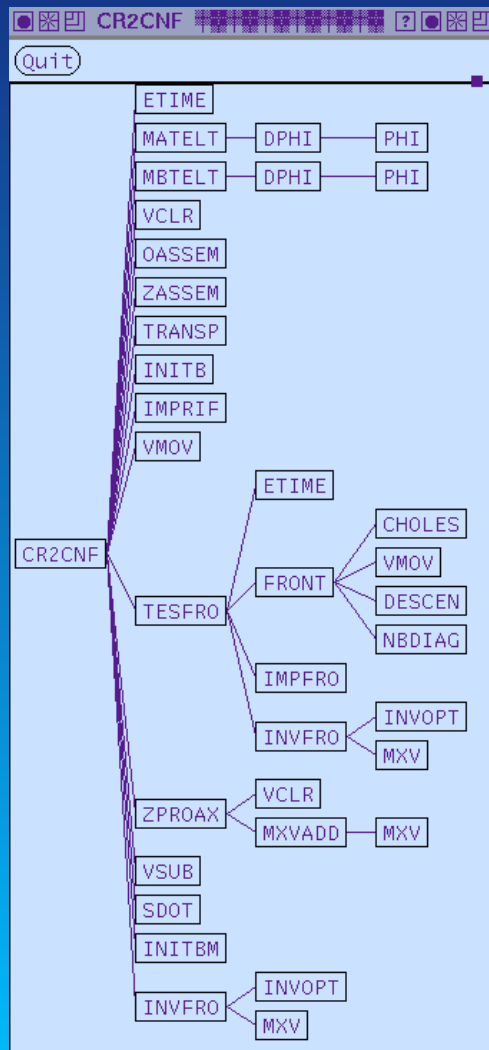 CR2CNF ?
Quit
ETIME
MATELT DPHI PHI
MBTELT DPHI PHI
VCLR
OASSEM
ZASSEM
TRANSP
INITB
IMPRIF
VMOV
ETIME
CHOLES
CR2CNF
VMOV
FRONT
DESCEN
TESFRO
NBDIAG
IMPFRO
INVOPT
INVFRO
MXV
VCLR
ZPROAX
MXVADD MXV
VSUB
SDOT
INITBM
INVOPT
INVFRO
MXV